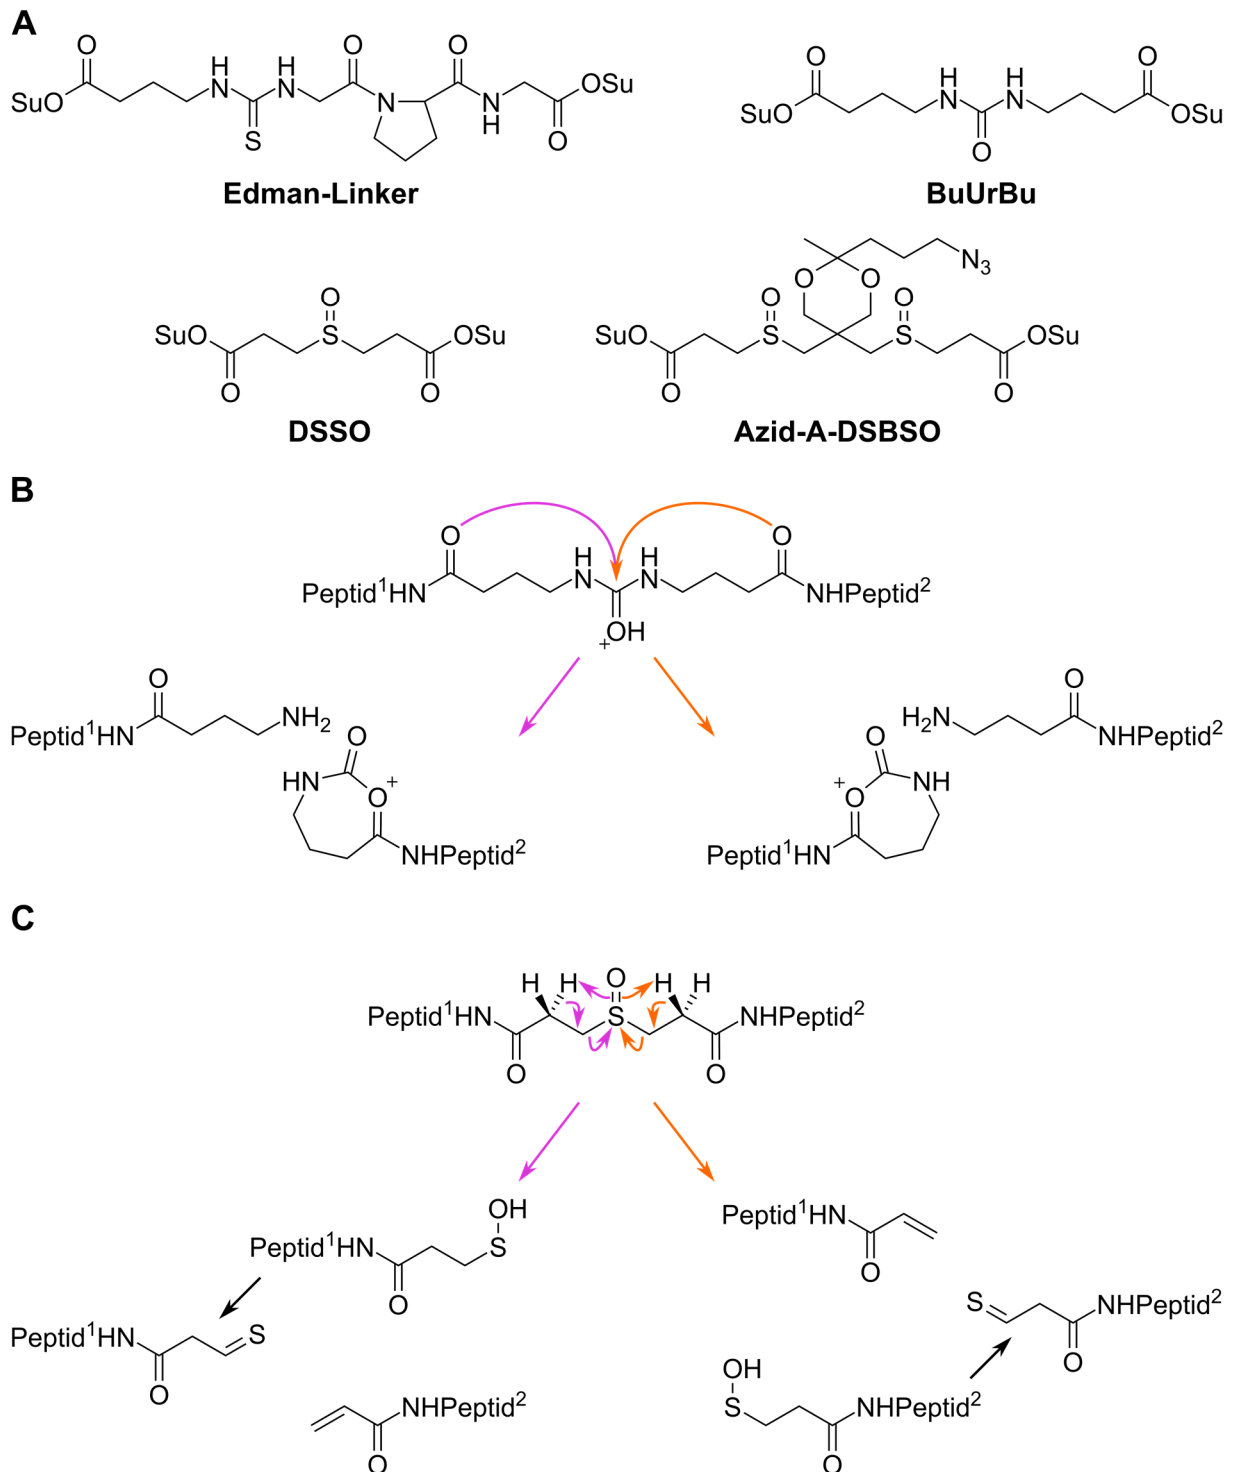 A
O H H O O
SuO N N N N OSu
S H O
Edman-Linker
O H H O
SuO N N OSu
O
BuUrBu
O
SuO S OSu
O O
DSSO
N3
O O
O O
SuO S S OSu
O O
Azid-A-DSBSO
B
O O
H H
Peptid1HN N N NHPeptid2
+OH
O O
Peptid1HN NH2 H2N NHPeptid2
O O
HN O+ +O NH
NHPeptid2 Peptid1HN
C
H H O H H
Peptid1HN S NHPeptid2
O O
OH
Peptid1HN S
O
Peptid1HN S
O
NHPeptid2
O
Peptid1HN
O
S NHPeptid2
O
OH
S NHPeptid2
O